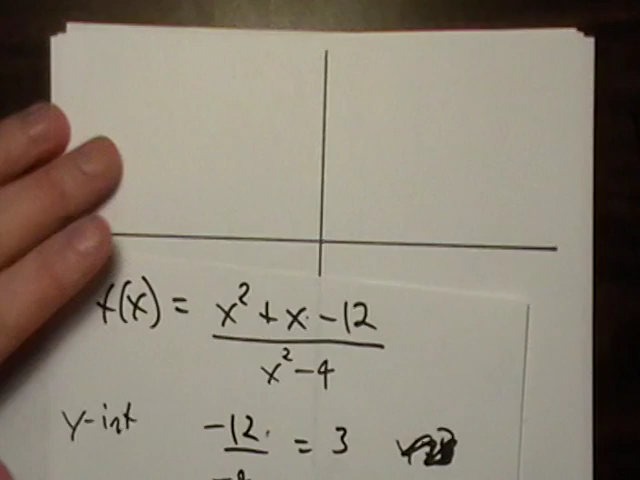 f(x) = x² + x - 12
x² - 4
y-int -12 = 3